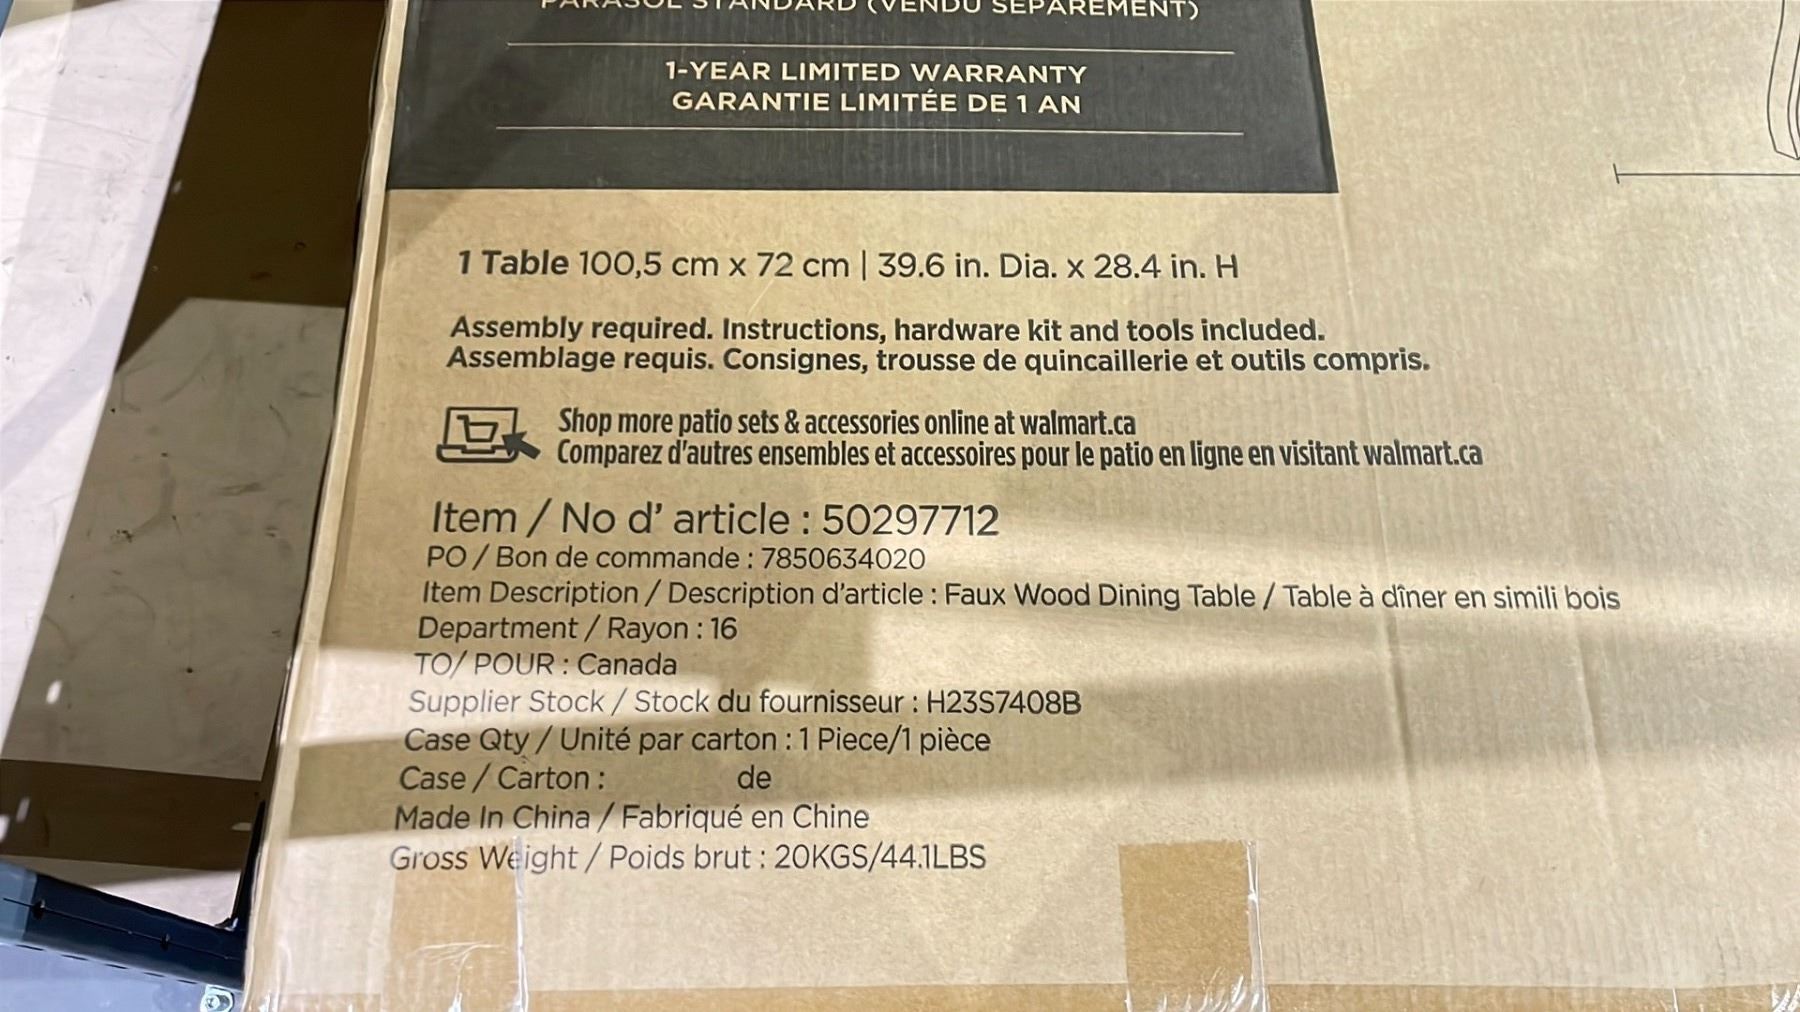 PARASOL STANDARD (VENDU SÉPARÉMENT)
1-YEAR LIMITED WARRANTY
GARANTIE LIMITÉE DE 1 AN
1 Table 100,5 cm x 72 cm | 39.6 in. Dia. x 28.4 in. H
Assembly required. Instructions, hardware kit and tools included.
Assemblage requis. Consignes, trousse de quincaillerie et outils compris.
Shop more patio sets & accessories online at walmart.ca
Comparez d'autres ensembles et accessoires pour le patio en ligne en visitant walmart.ca
Item / No d' article : 50297712
PO / Bon de commande : 7850634020
Item Description / Description d'article : Faux Wood Dining Table / Table à dîner en simili bois
Department / Rayon : 16
TO/ POUR : Canada
Supplier Stock / Stock du fournisseur : H23S7408B
Case Qty / Unité par carton : 1 Piece/1 pièce
Case / Carton : de
Made In China / Fabriqué en Chine
Gross Weight / Poids brut : 20KGS/44.1LBS